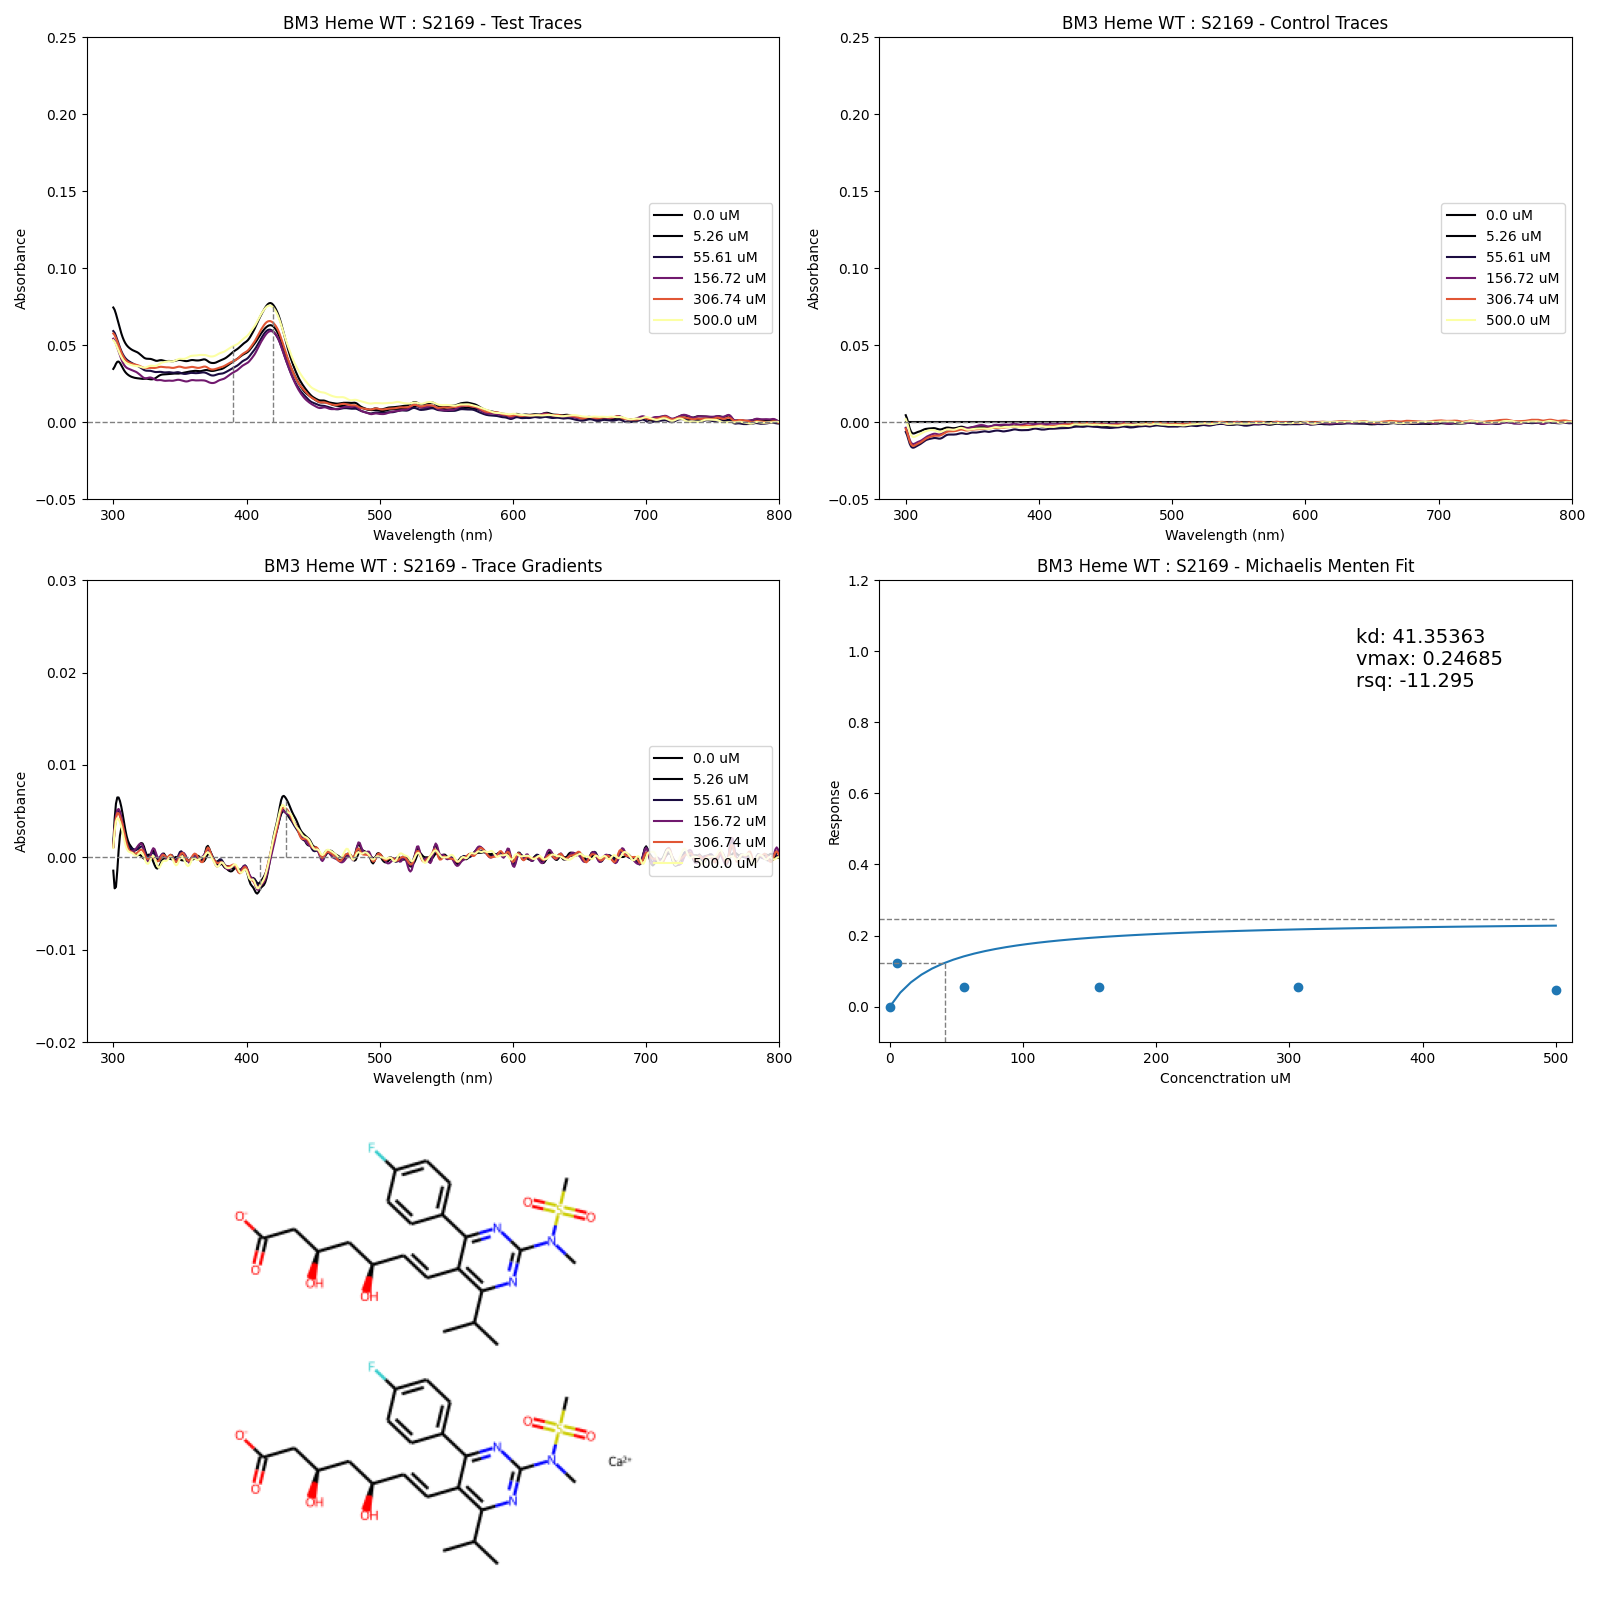 BM3 Heme WT : S2169 - Test Traces
0.25
0.20
0.15
0.10
0.05
0.00
−0.05
Absorbance
300
400
500
600
700
800
Wavelength (nm)
0.0 uM
5.26 uM
55.61 uM
156.72 uM
306.74 uM
500.0 uM
BM3 Heme WT : S2169 - Control Traces
0.25
0.20
0.15
0.10
0.05
0.00
−0.05
Absorbance
300
400
500
600
700
800
Wavelength (nm)
0.0 uM
5.26 uM
55.61 uM
156.72 uM
306.74 uM
500.0 uM
BM3 Heme WT : S2169 - Trace Gradients
0.03
0.02
0.01
0.00
−0.01
−0.02
Absorbance
300
400
500
600
700
800
Wavelength (nm)
0.0 uM
5.26 uM
55.61 uM
156.72 uM
306.74 uM
500.0 uM
BM3 Heme WT : S2169 - Michaelis Menten Fit
1.2
1.0
0.8
0.6
0.4
0.2
0.0
Response
0
100
200
300
400
500
Concenctration uM
kd: 41.35363
vmax: 0.24685
rsq: -11.295
F
O-
O
OH
OH
N
N
N
S
O
O
F
O-
O
OH
OH
N
N
N
S
O
O
Ca2+